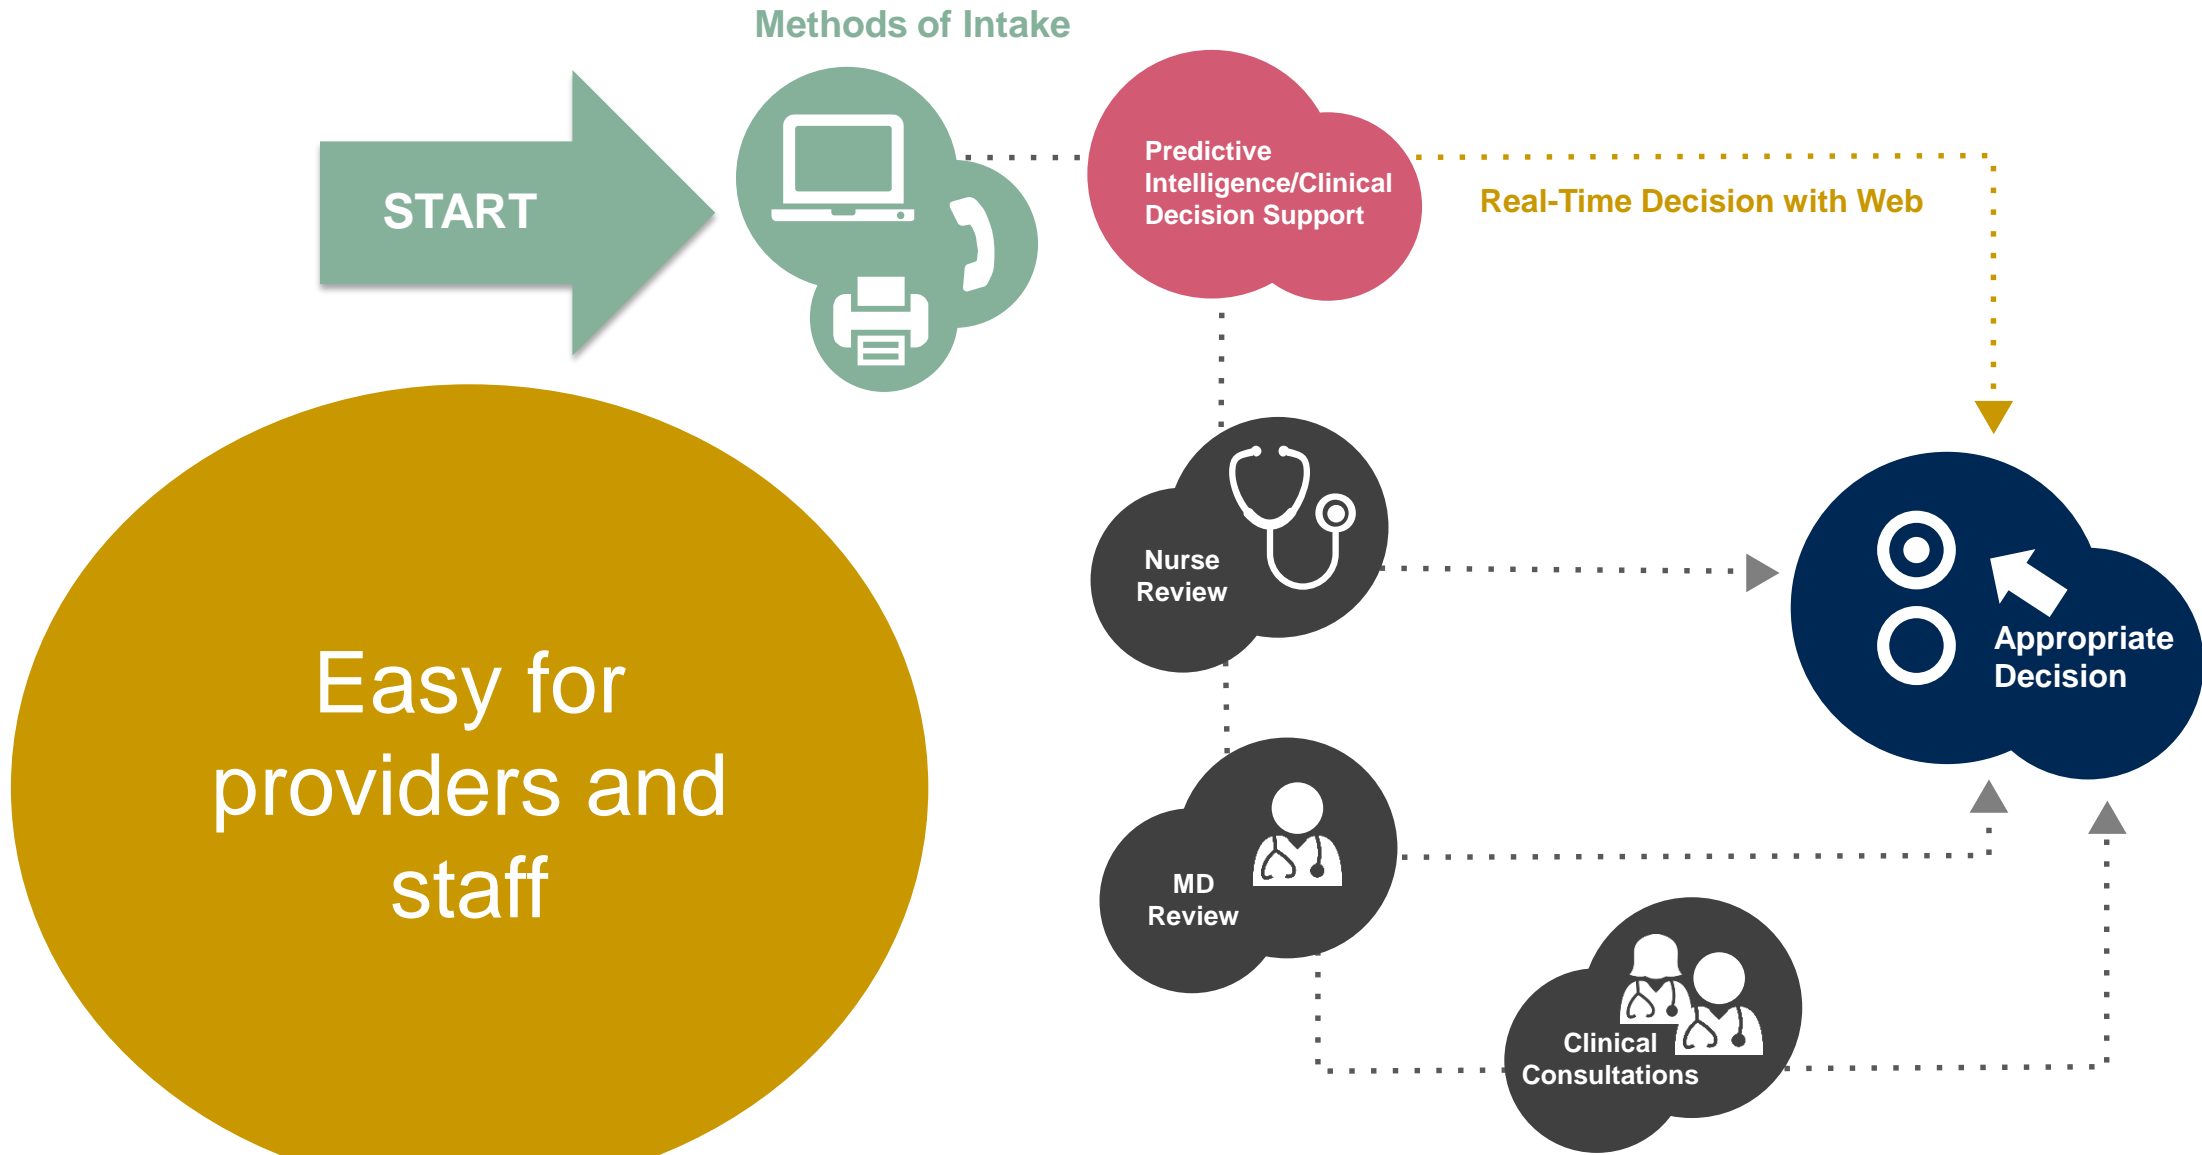 Methods of Intake
START
Predictive
Intelligence/Clinical
Decision Support
Real-Time Decision with Web
Nurse
Review
Appropriate
Decision
Easy for
providers and
staff
MD
Review
Clinical
Consultations